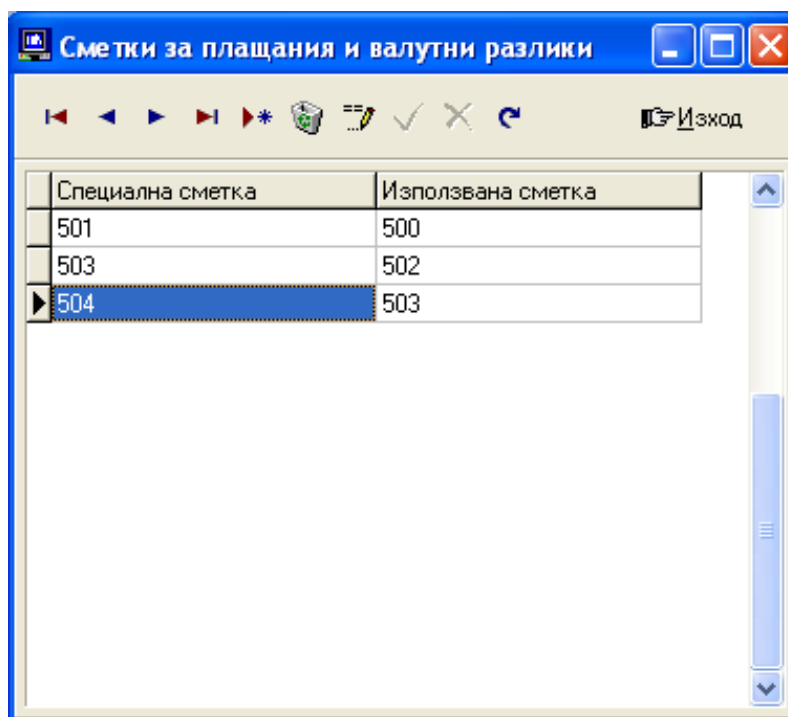 Сметки за плащания и валутни разлики
Изход
Специална сметка Използвана сметка
501 500
503 502
504 503